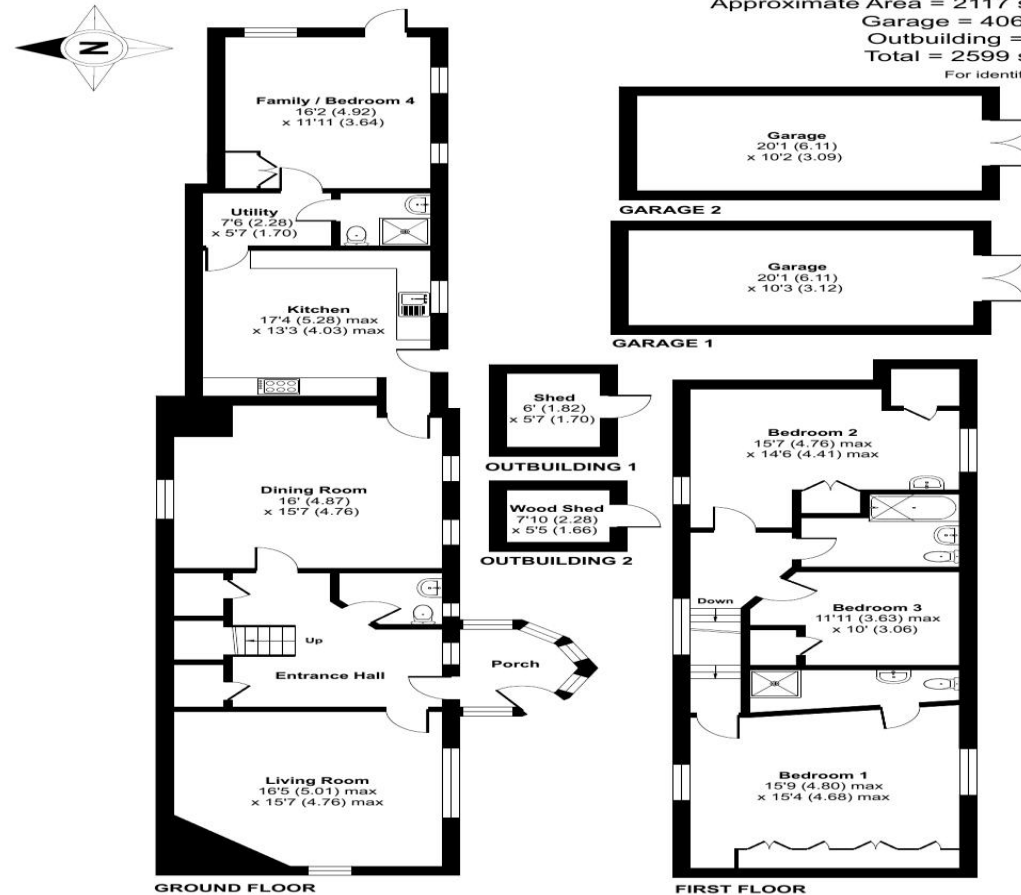 Approximate Area = 2117 s
Garage = 406
Outbuilding =
Total = 2599 s
For identif
N
Family / Bedroom 4
16'2 (4.92)
x 11'11 (3.64)
Utility
7'6 (2.28)
x 5'7 (1.70)
Kitchen
17'4 (5.28) max
x 13'3 (4.03) max
Dining Room
16' (4.87)
x 15'7 (4.76)
Up
Entrance Hall
Porch
Living Room
16'5 (5.01) max
x 15'7 (4.76) max
GROUND FLOOR
Garage
20'1 (6.11)
x 10'2 (3.09)
GARAGE 2
Garage
20'1 (6.11)
x 10'3 (3.12)
GARAGE 1
Shed
6' (1.82)
x 5'7 (1.70)
OUTBUILDING 1
Wood Shed
7'10 (2.28)
x 5'5 (1.66)
OUTBUILDING 2
Bedroom 2
15'7 (4.76) max
x 14'6 (4.41) max
Down
Bedroom 3
11'11 (3.63) max
x 10' (3.06)
Bedroom 1
15'9 (4.80) max
x 15'4 (4.68) max
FIRST FLOOR